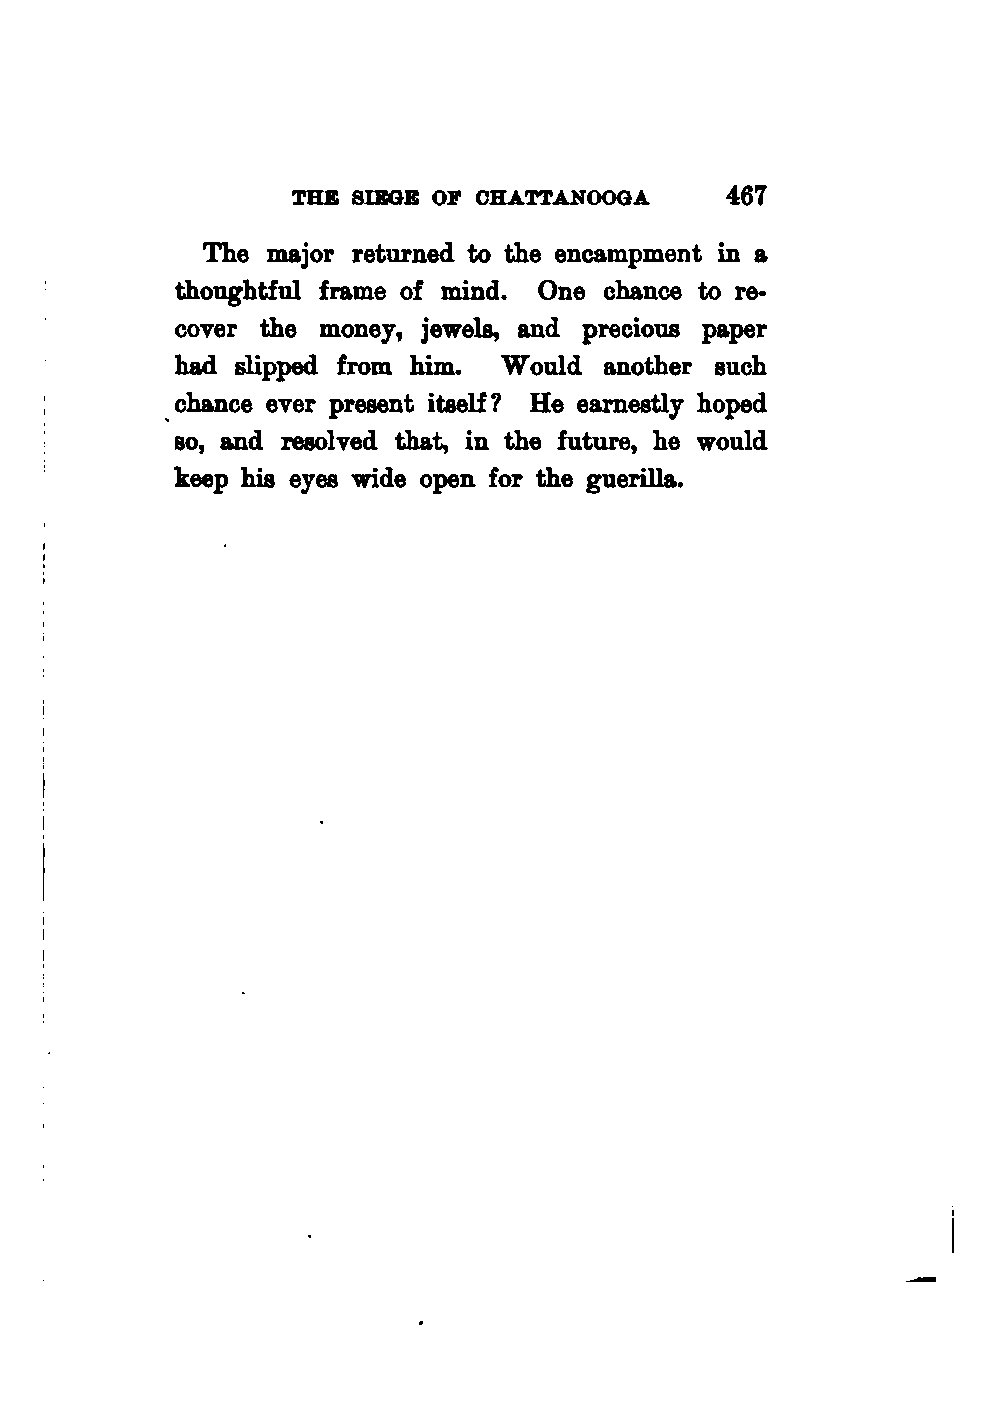 THE SIEGE OF CHATTANOOGA 467
The major returned to the encampment in a
thoughtful frame of mind. One chance to re-
cover the money, jewels, and precious paper
had slipped from him. Would another such
chance ever present itself? He earnestly hoped
so, and resolved that, in the future, he would
keep his eyes wide open for the guerilla.